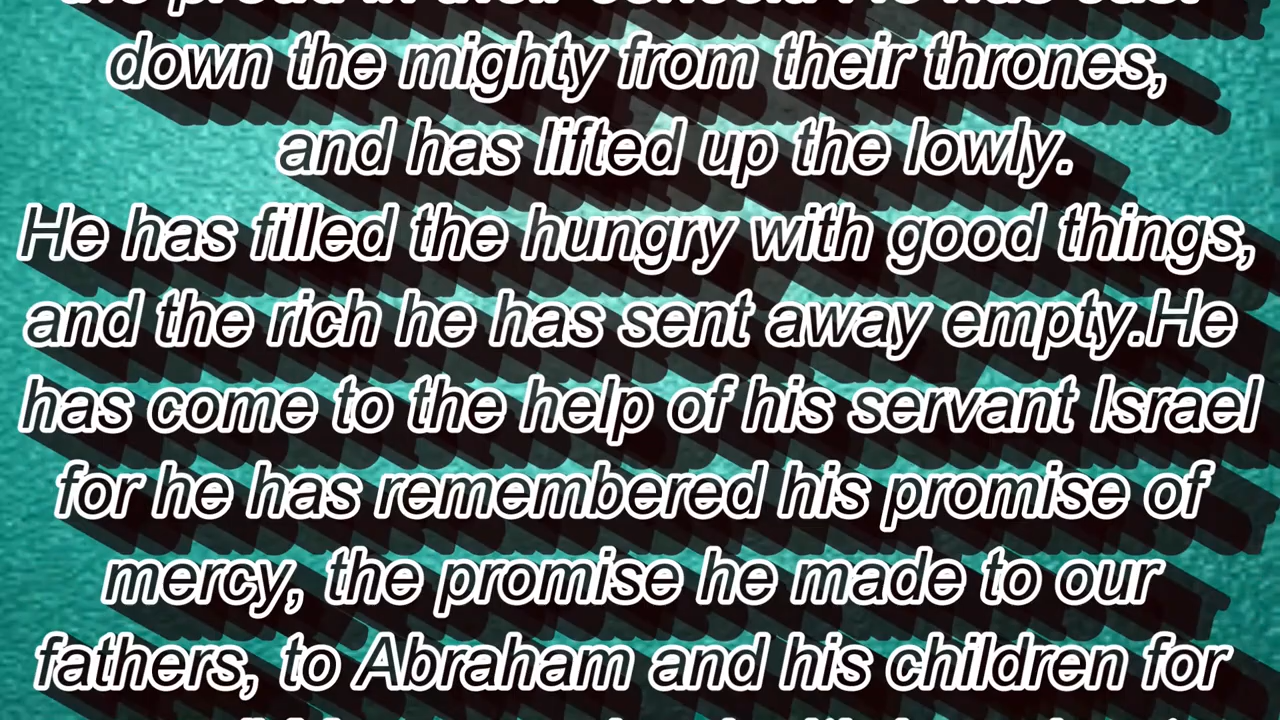 down the mighty from their thrones,
and has lifted up the lowly.
He has filled the hungry with good things,
and the rich he has sent away empty.He
has come to the help of his servant Israel
for he has remembered his promise of
mercy, the promise he made to our
fathers, to Abraham and his children for